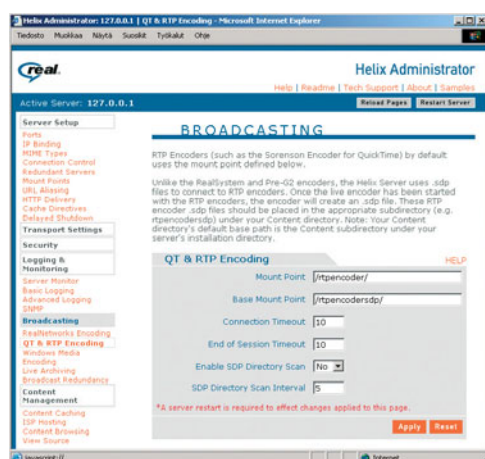 Helix Administrator: 127.0.0.1 | QT & RTP Encoding - Microsoft Internet Explorer
Tiedosto Muokkaa Näytä Suosikit Työkalut Ohje
real.
Helix Administrator
Help | Readme | Tech Support | About | Samples
Active Server: 127.0.0.1
Reload Pages Restart Server
Server Setup
Ports
IP Binding
MIME Types
Connection Control
Redundant Servers
Mount Points
URL Aliasing
HTTP Delivery
Cache Directives
Delayed Shutdown
Transport Settings
Security
Logging &
Monitoring
Server Monitor
Basic Logging
Advanced Logging
SNMP
Broadcasting
RealNetworks Encoding
QT & RTP Encoding
Windows Media
Encoding
Live Archiving
Broadcast Redundancy
Content
Management
Content Caching
ISP Hosting
Content Browsing
View Source
BROADCASTING
RTP Encoders (such as the Sorenson Encoder for QuickTime) by default
uses the mount point defined below.
Unlike the RealSystem and Pre-G2 encoders, the Helix Server uses .sdp
files to connect to RTP encoders. Once the live encoder has been started
with the RTP encoders, the encoder will create an .sdp file. These RTP
encoder .sdp files should be placed in the appropriate subdirectory (e.g.
rtpencodersdp) under your Content directory. Note: Your Content
directory's default base path is the Content subdirectory under your
server's installation directory.
QT & RTP Encoding
HELP
Mount Point /rtpencoder/
Base Mount Point /rtpencodersdp/
Connection Timeout 10
End of Session Timeout 10
Enable SDP Directory Scan No
SDP Directory Scan Interval 5
*A server restart is required to effect changes applied to this page.
Apply Reset
javascript://
Internet